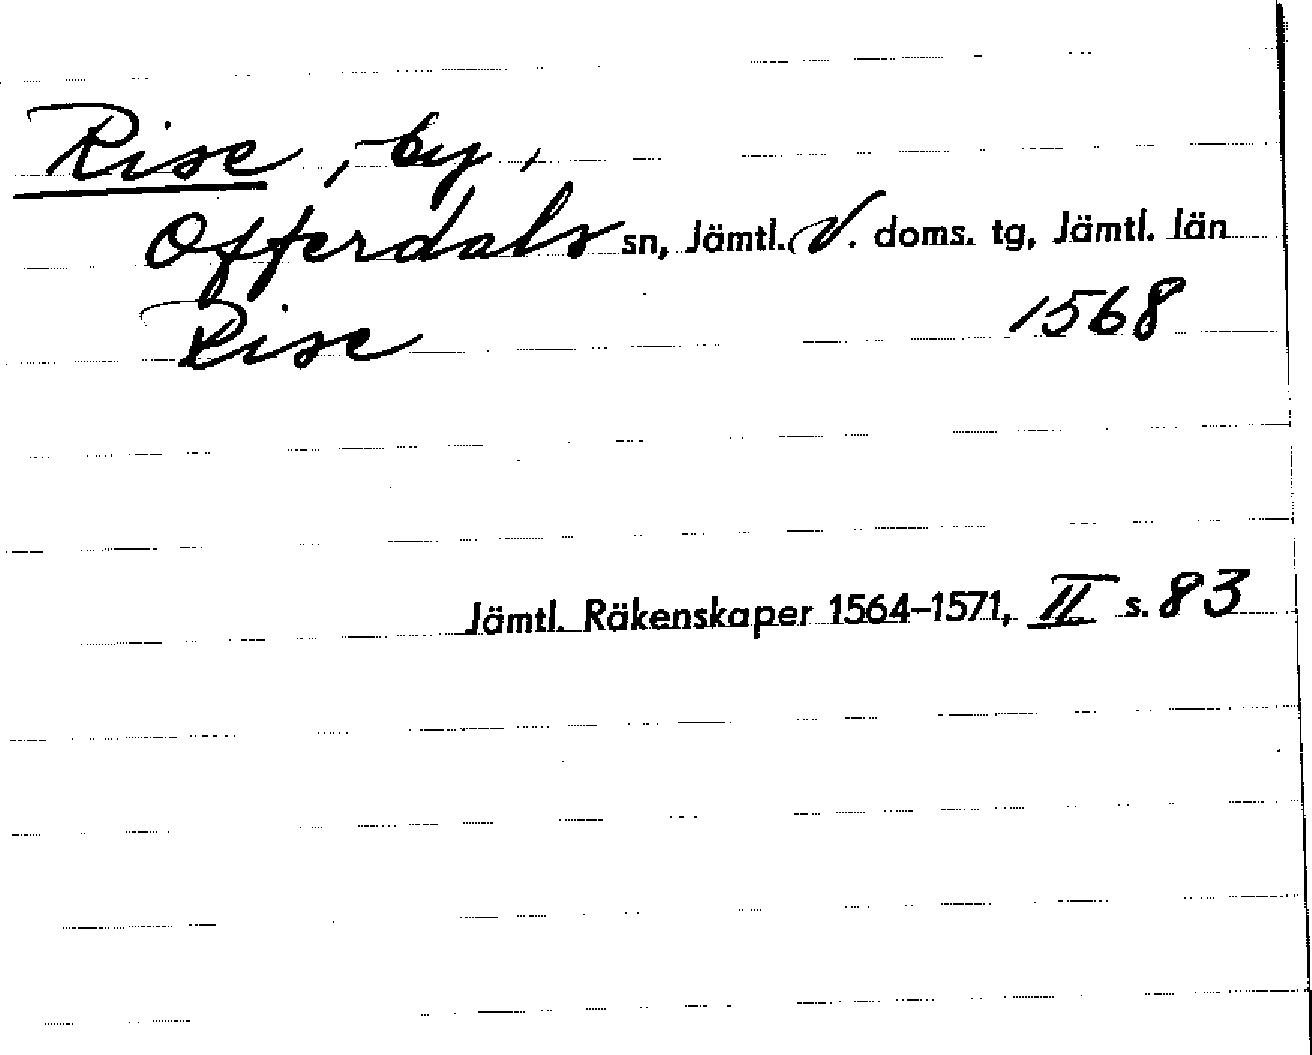 Rise, by,
Offerdals sn, Jämtl. V. doms. tg, Jämtl. län
Rise 1568
Jämtl. Räkenskaper 1564–1571, II s. 83